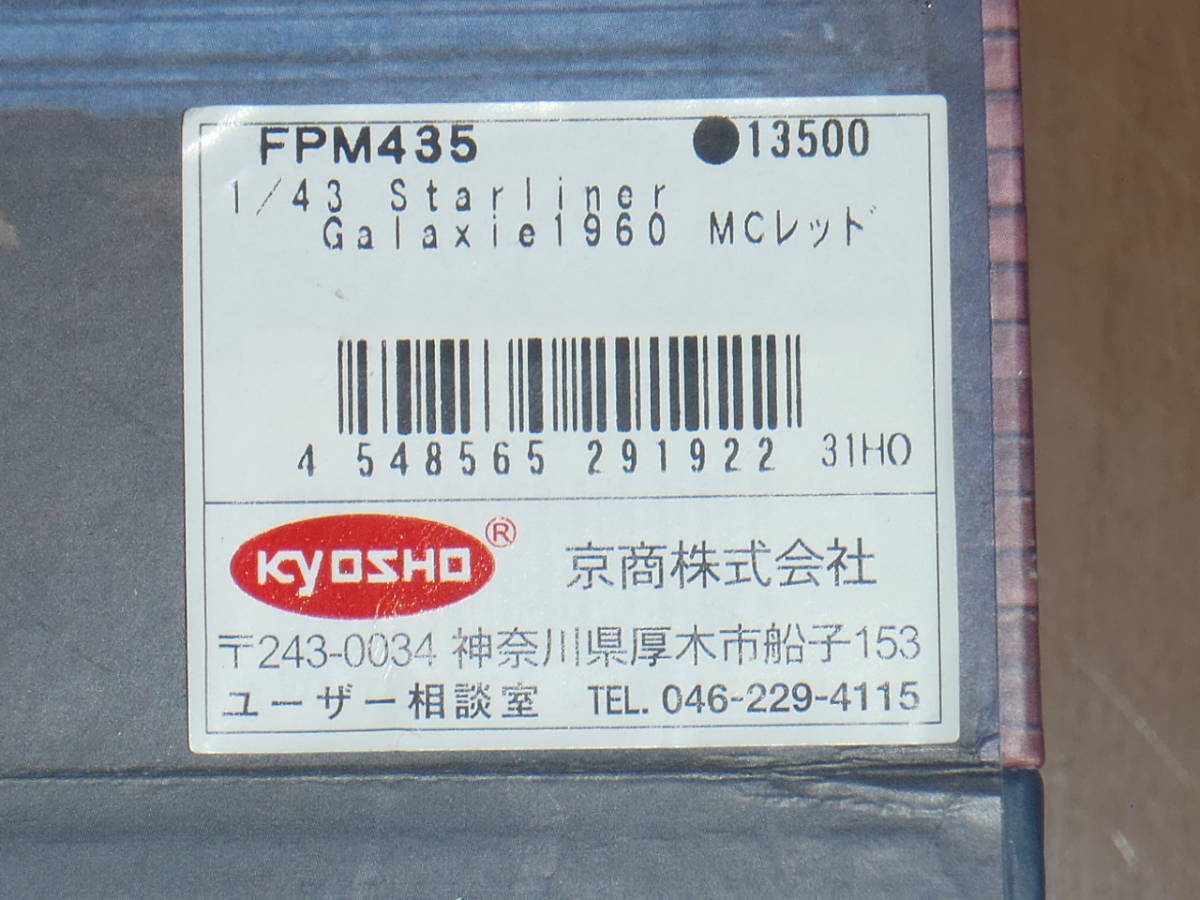 FPM435 ●13500
1/43 Starliner
Galaxie1960 MCレッド
4 548565 291922 31HO
KYOSHO® 京商株式会社
〒243-0034 神奈川県厚木市船子153
ユーザー相談室 TEL. 046-229-4115